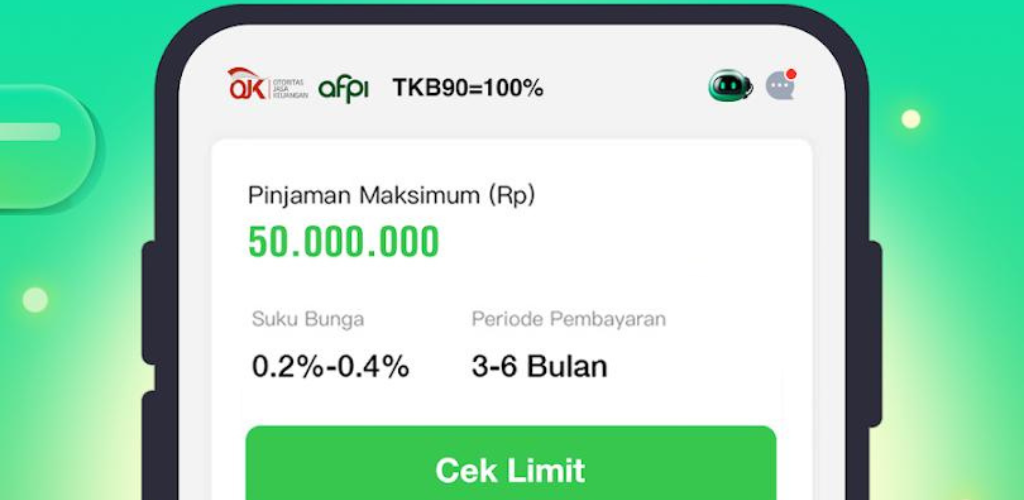 OJK OTORITAS JASA KEUANGAN afpi TKB90=100%
Pinjaman Maksimum (Rp)
50.000.000
Suku Bunga Periode Pembayaran
0.2%-0.4% 3-6 Bulan
Cek Limit